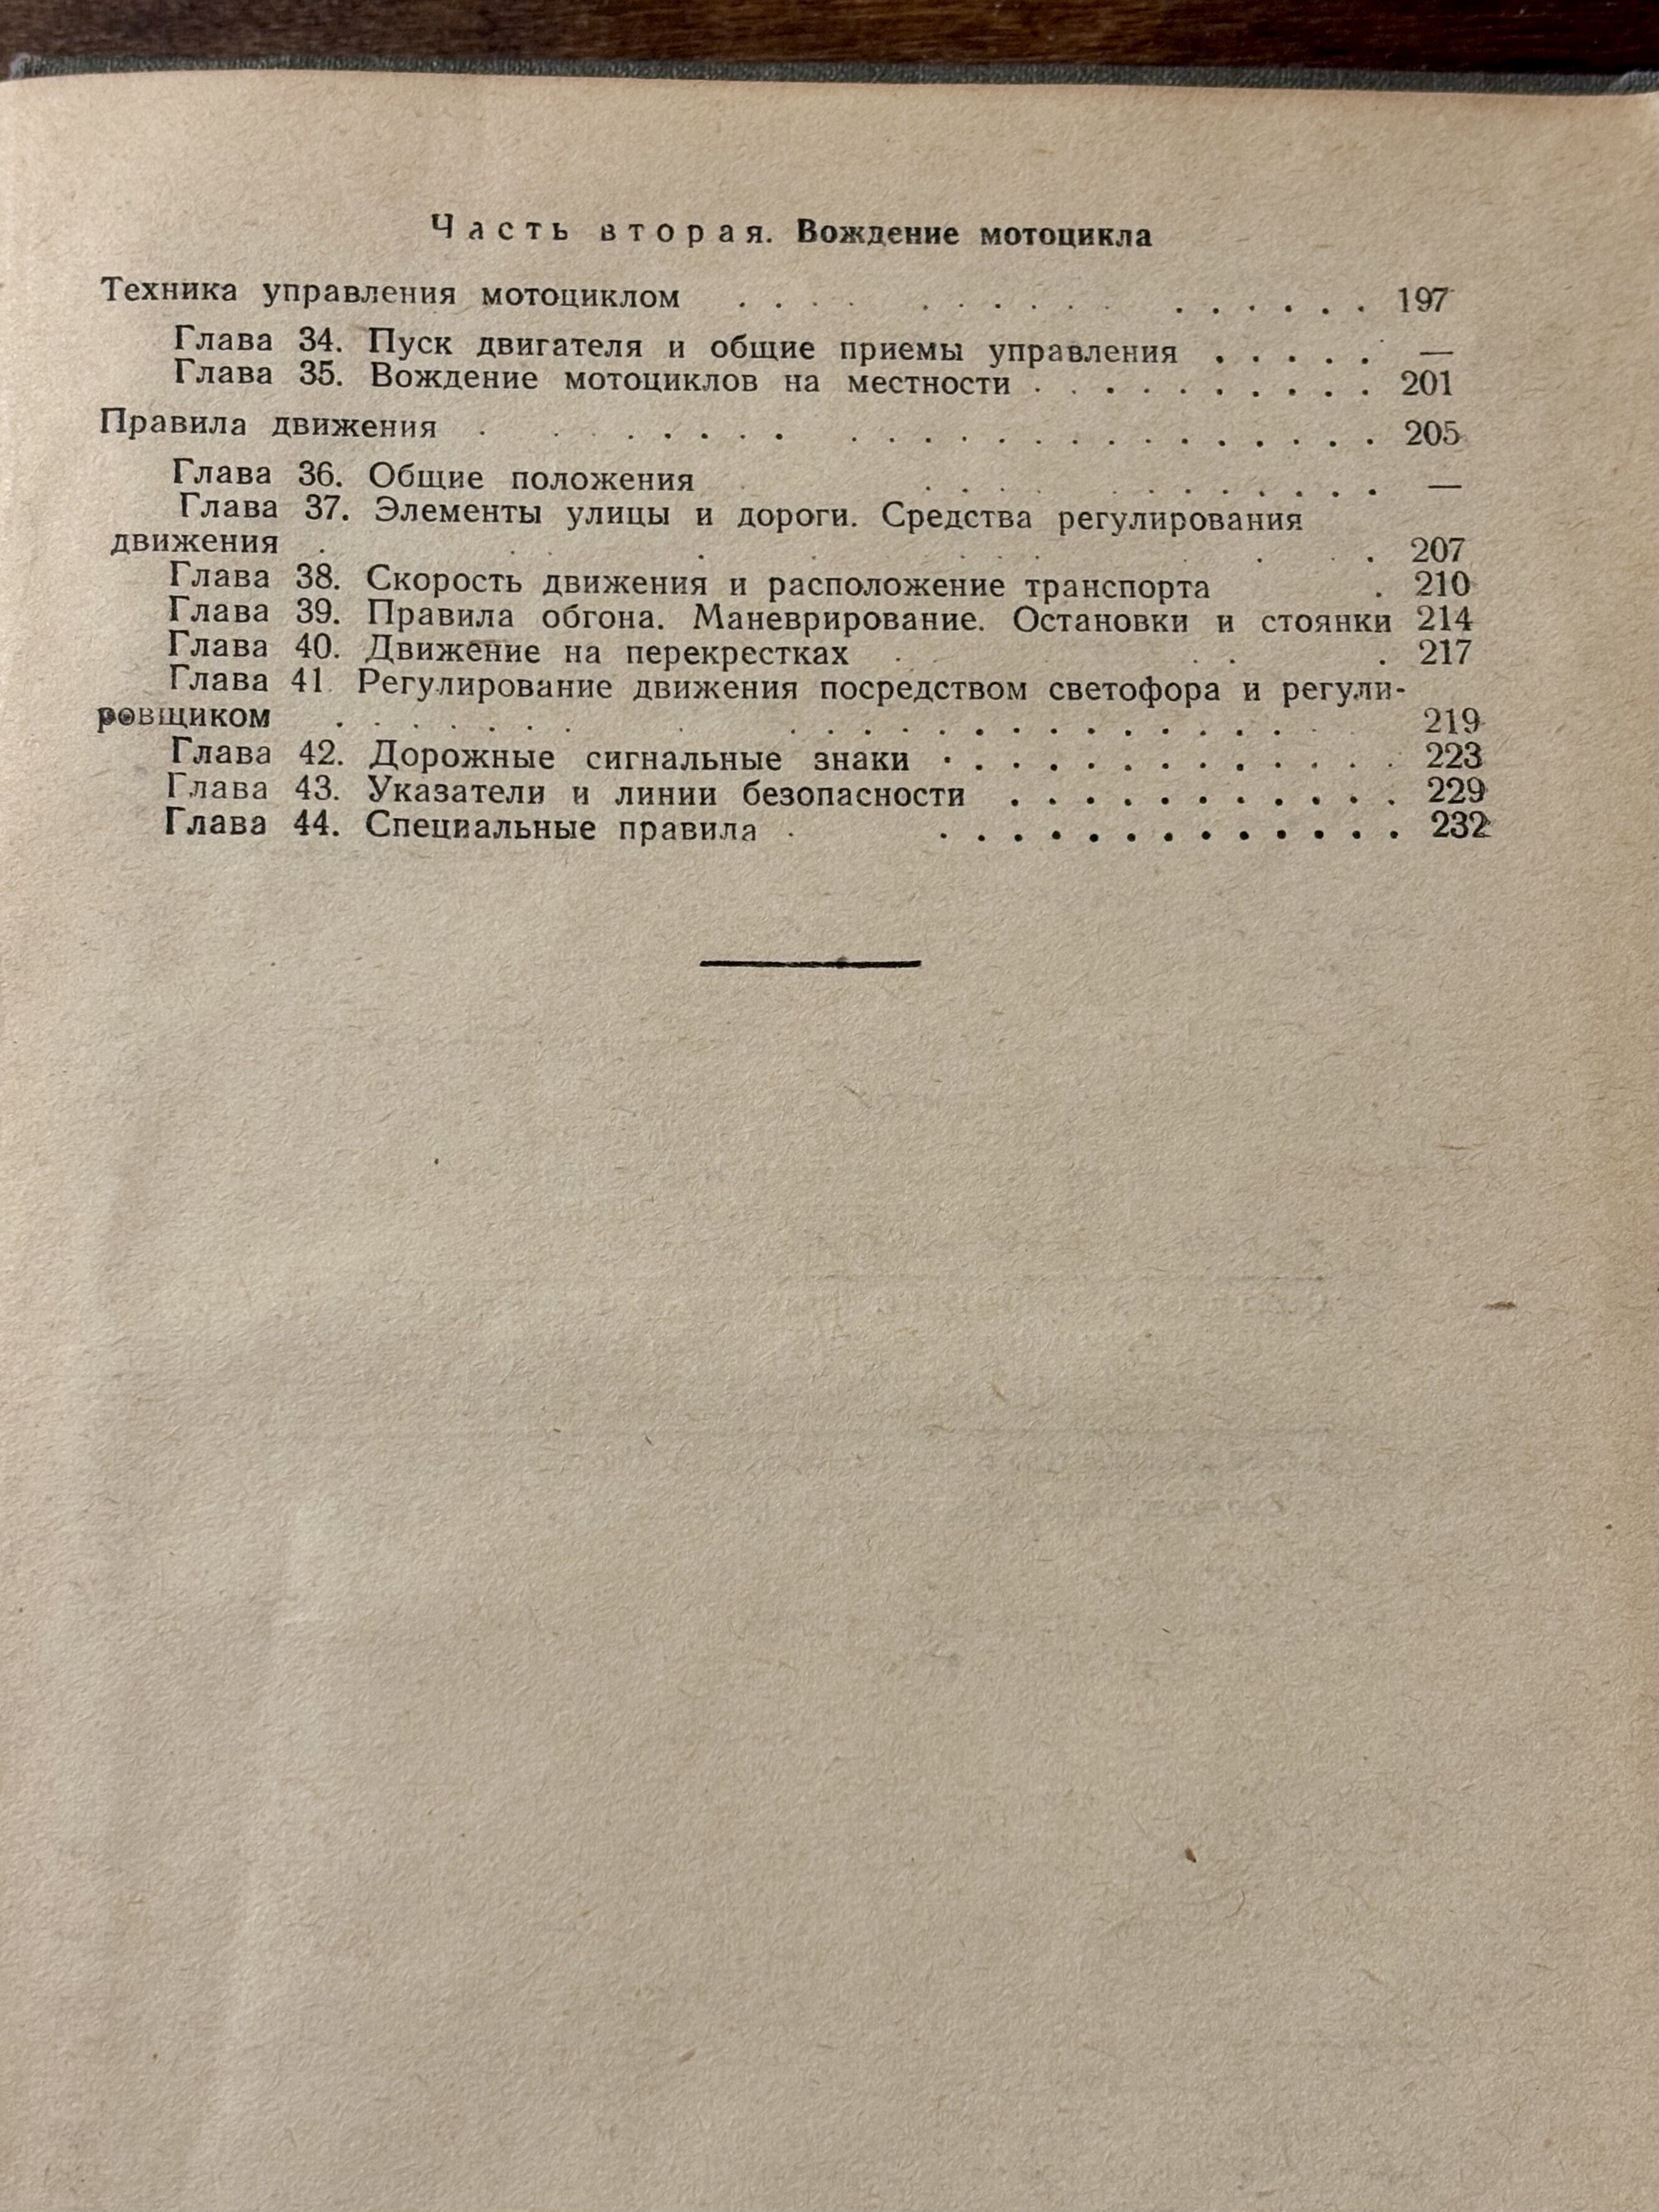 Часть вторая. Вождение мотоцикла
Техника управления мотоциклом . . . . . . . . . . . . . . . 197
Глава 34. Пуск двигателя и общие приемы управления . . . . . —
Глава 35. Вождение мотоциклов на местности . . . . . . . . . . 201
Правила движения . . . . . . . . . . . . . . . . . . . . . . 205
Глава 36. Общие положения . . . . . . . . . . . . —
Глава 37. Элементы улицы и дороги. Средства регулирования
движения . . . . . . . . . 207
Глава 38. Скорость движения и расположение транспорта . 210
Глава 39. Правила обгона. Маневрирование. Остановки и стоянки 214
Глава 40. Движение на перекрестках . . . . 217
Глава 41. Регулирование движения посредством светофора и регули-
ровщиком . . . . . . . . . . . . . . . . . . . . . 219
Глава 42. Дорожные сигнальные знаки . . . . . . . . . . . . . 223
Глава 43. Указатели и линии безопасности . . . . . . . . . . . 229
Глава 44. Специальные правила . . . . . . . . . . . . . . 232